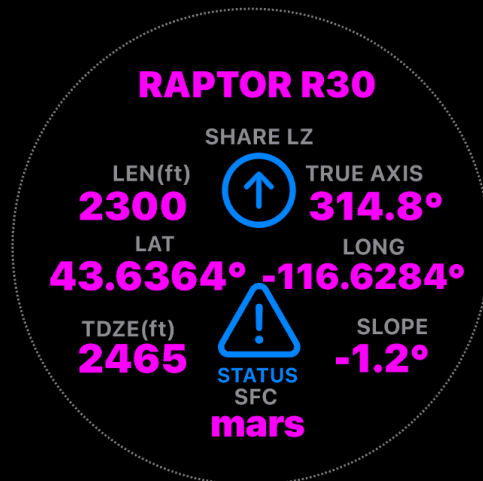 RAPTOR R30
SHARE LZ
LEN(ft) TRUE AXIS
2300 314.8°
LAT LONG
43.6364° -116.6284°
TDZE(ft) SLOPE
2465 -1.2°
STATUS
SFC
mars